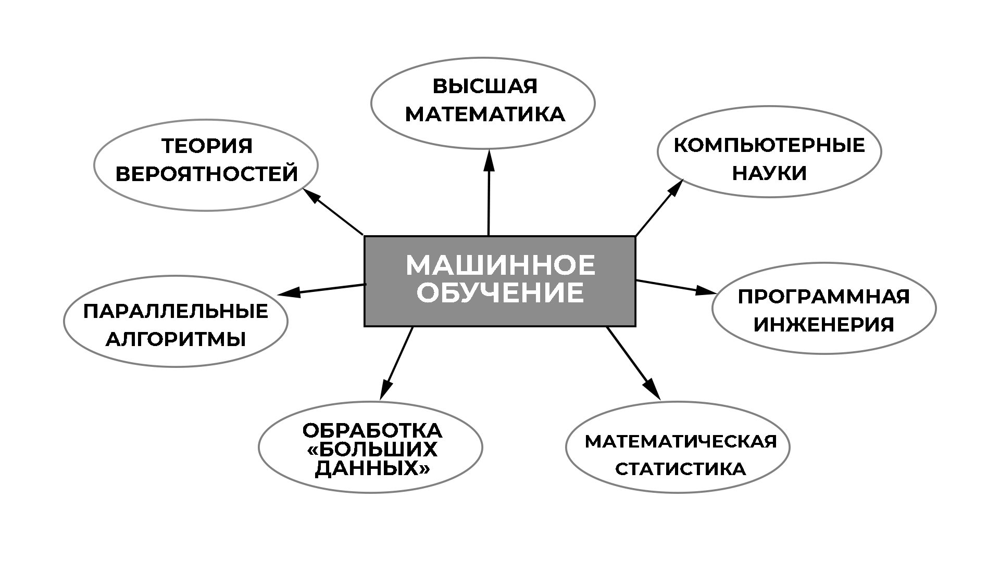 ВЫСШАЯ
МАТЕМАТИКА
ТЕОРИЯ
ВЕРОЯТНОСТЕЙ
КОМПЬЮТЕРНЫЕ
НАУКИ
МАШИННОЕ
ОБУЧЕНИЕ
ПАРАЛЛЕЛЬНЫЕ
АЛГОРИТМЫ
ПРОГРАММНАЯ
ИНЖЕНЕРИЯ
ОБРАБОТКА
«БОЛЬШИХ
ДАННЫХ»
МАТЕМАТИЧЕСКАЯ
СТАТИСТИКА